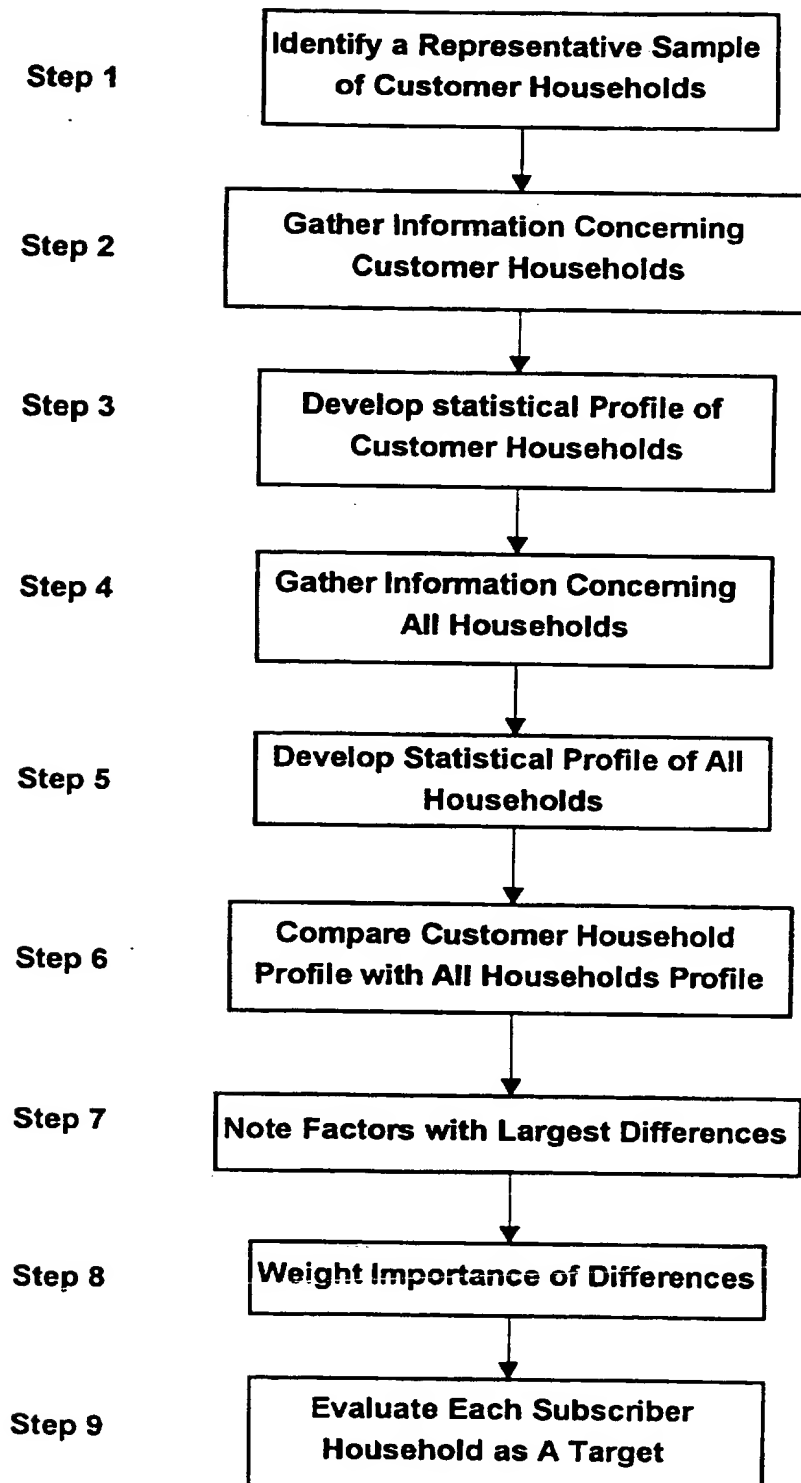 Step 1
Identify a Representative Sample
of Customer Households
Step 2
Gather Information Concerning
Customer Households
Step 3
Develop statistical Profile of
Customer Households
Step 4
Gather Information Concerning
All Households
Step 5
Develop Statistical Profile of All
Households
Step 6
Compare Customer Household
Profile with All Households Profile
Step 7
Note Factors with Largest Differences
Step 8
Weight Importance of Differences
Step 9
Evaluate Each Subscriber
Household as A Target